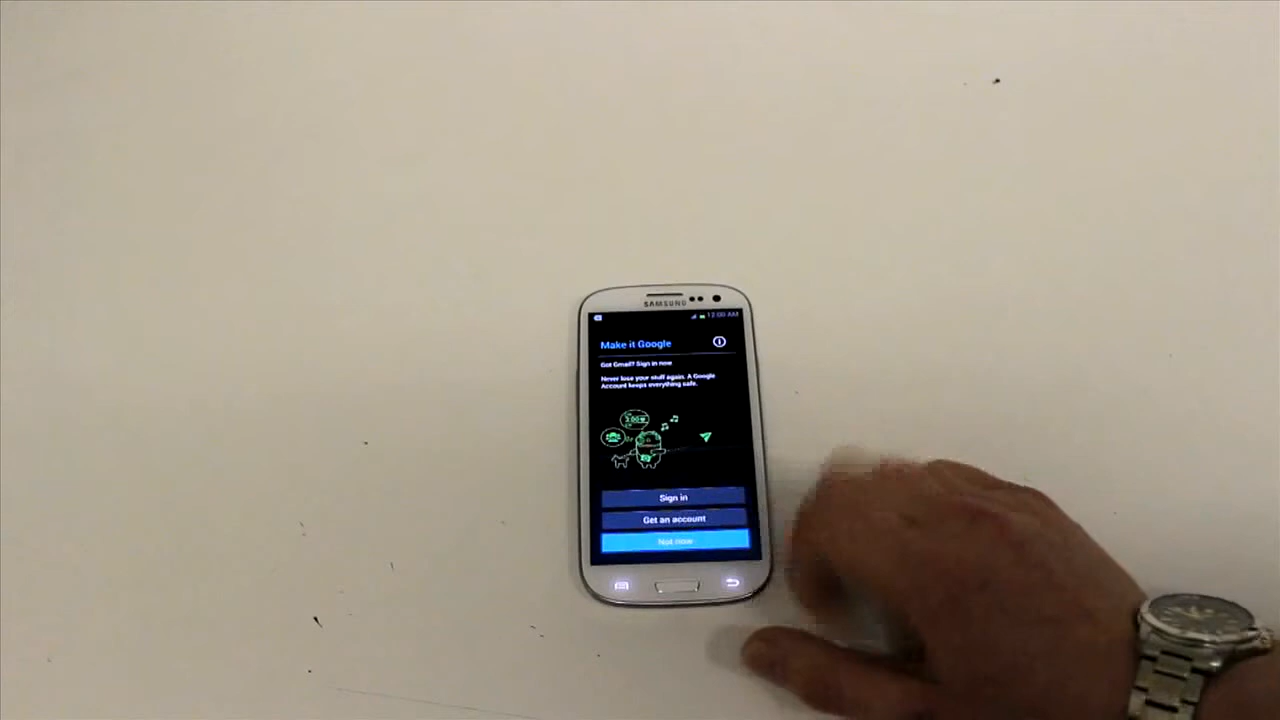 SAMSUNG
12:00 AM
Make it Google
Got Gmail? Sign in now
Never lose your stuff again. A Google
Account keeps everything safe.
Sign in
Get an account
Not now